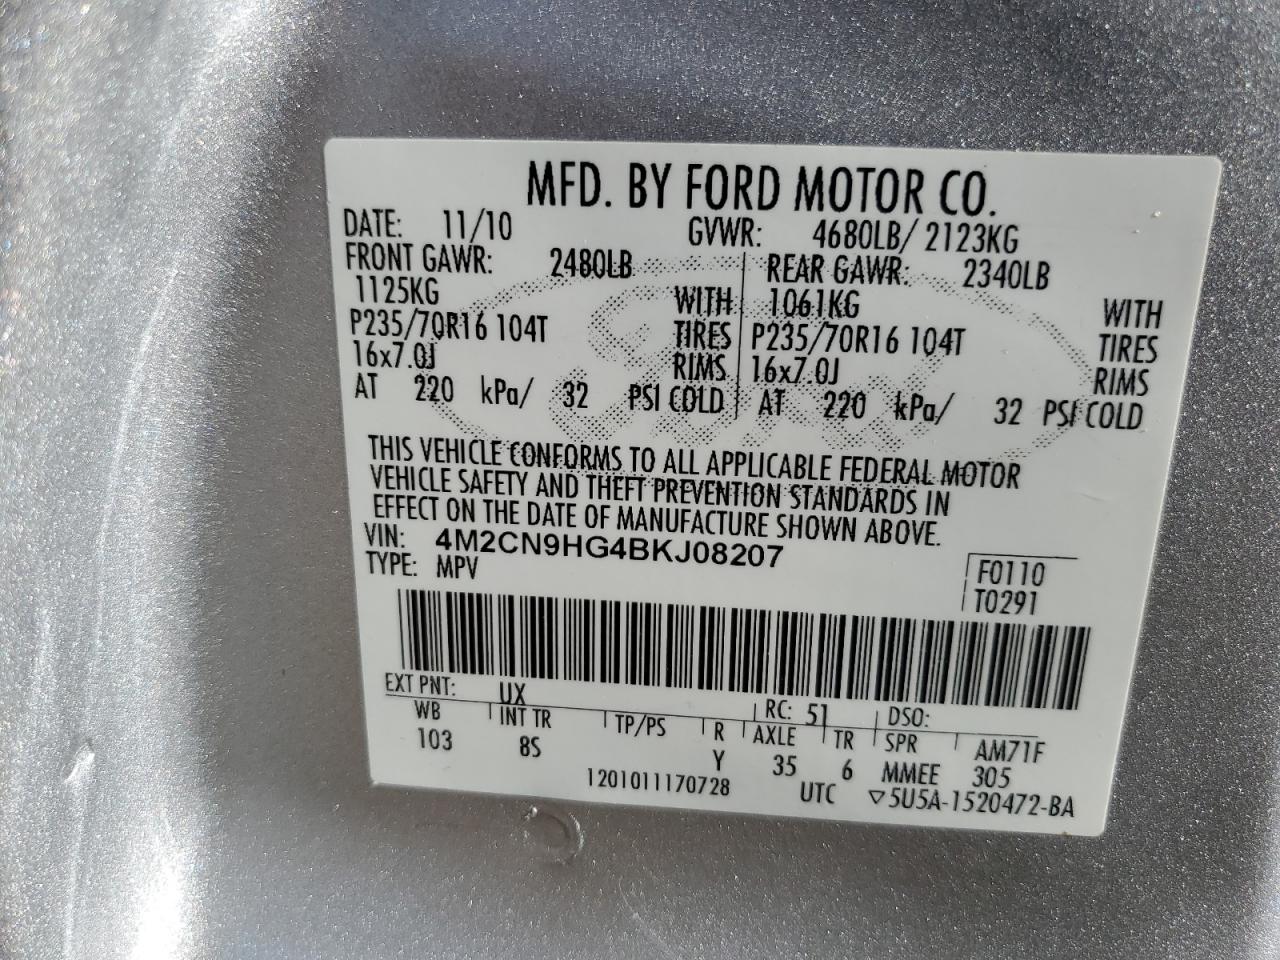 MFD. BY FORD MOTOR CO.
DATE: 11/10 GVWR: 4680LB/ 2123KG
FRONT GAWR: 2480LB REAR GAWR: 2340LB
1125KG WITH 1061KG WITH
P235/70R16 104T TIRES P235/70R16 104T TIRES
16x7.0J RIMS 16x7.0J RIMS
AT 220 kPa/ 32 PSI COLD AT 220 kPa/ 32 PSI COLD
THIS VEHICLE CONFORMS TO ALL APPLICABLE FEDERAL MOTOR
VEHICLE SAFETY AND THEFT PREVENTION STANDARDS IN
EFFECT ON THE DATE OF MANUFACTURE SHOWN ABOVE.
VIN: 4M2CN9HG4BKJ08207
TYPE: MPV
F0110
T0291
EXT PNT: UX RC: 51 DSO:
WB INT TR TP/PS R AXLE TR SPR AM71F
103 8S Y 35 6 MMEE 305
1201011170728 UTC ▽5U5A-1520472-BA